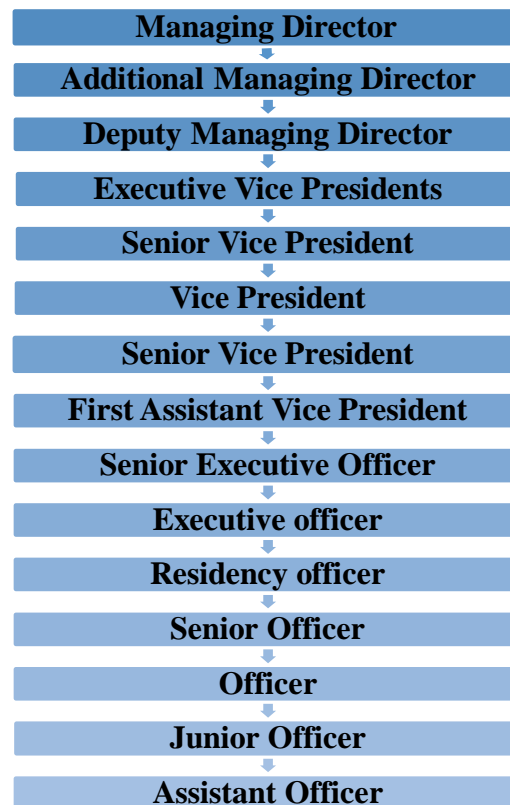 Managing Director
Additional Managing Director
Deputy Managing Director
Executive Vice Presidents
Senior Vice President
Vice President
Senior Vice President
First Assistant Vice President
Senior Executive Officer
Executive officer
Residency officer
Senior Officer
Officer
Junior Officer
Assistant Officer